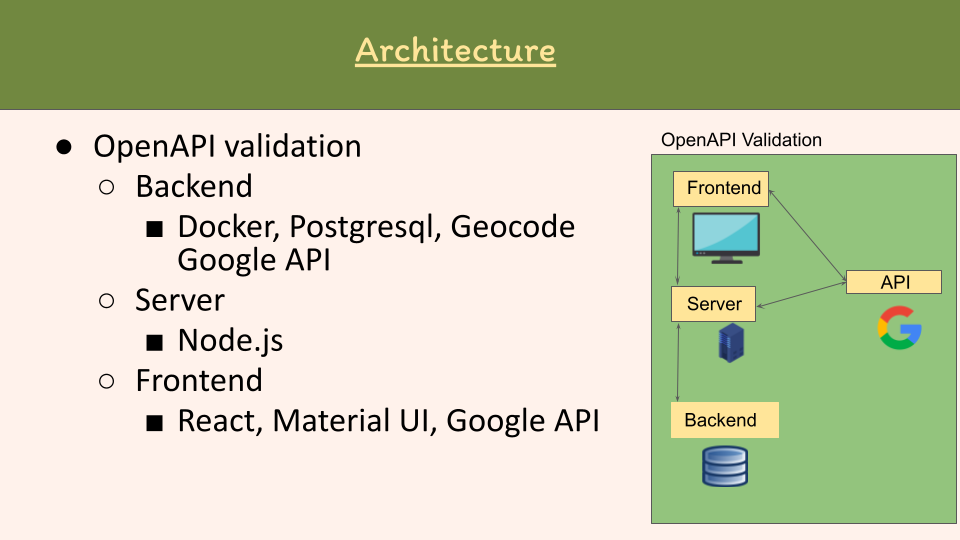 Architecture
● OpenAPI validation
○ Backend
■ Docker, Postgresql, Geocode
Google API
○ Server
■ Node.js
○ Frontend
■ React, Material UI, Google API
OpenAPI Validation
Frontend
API
Server
Backend